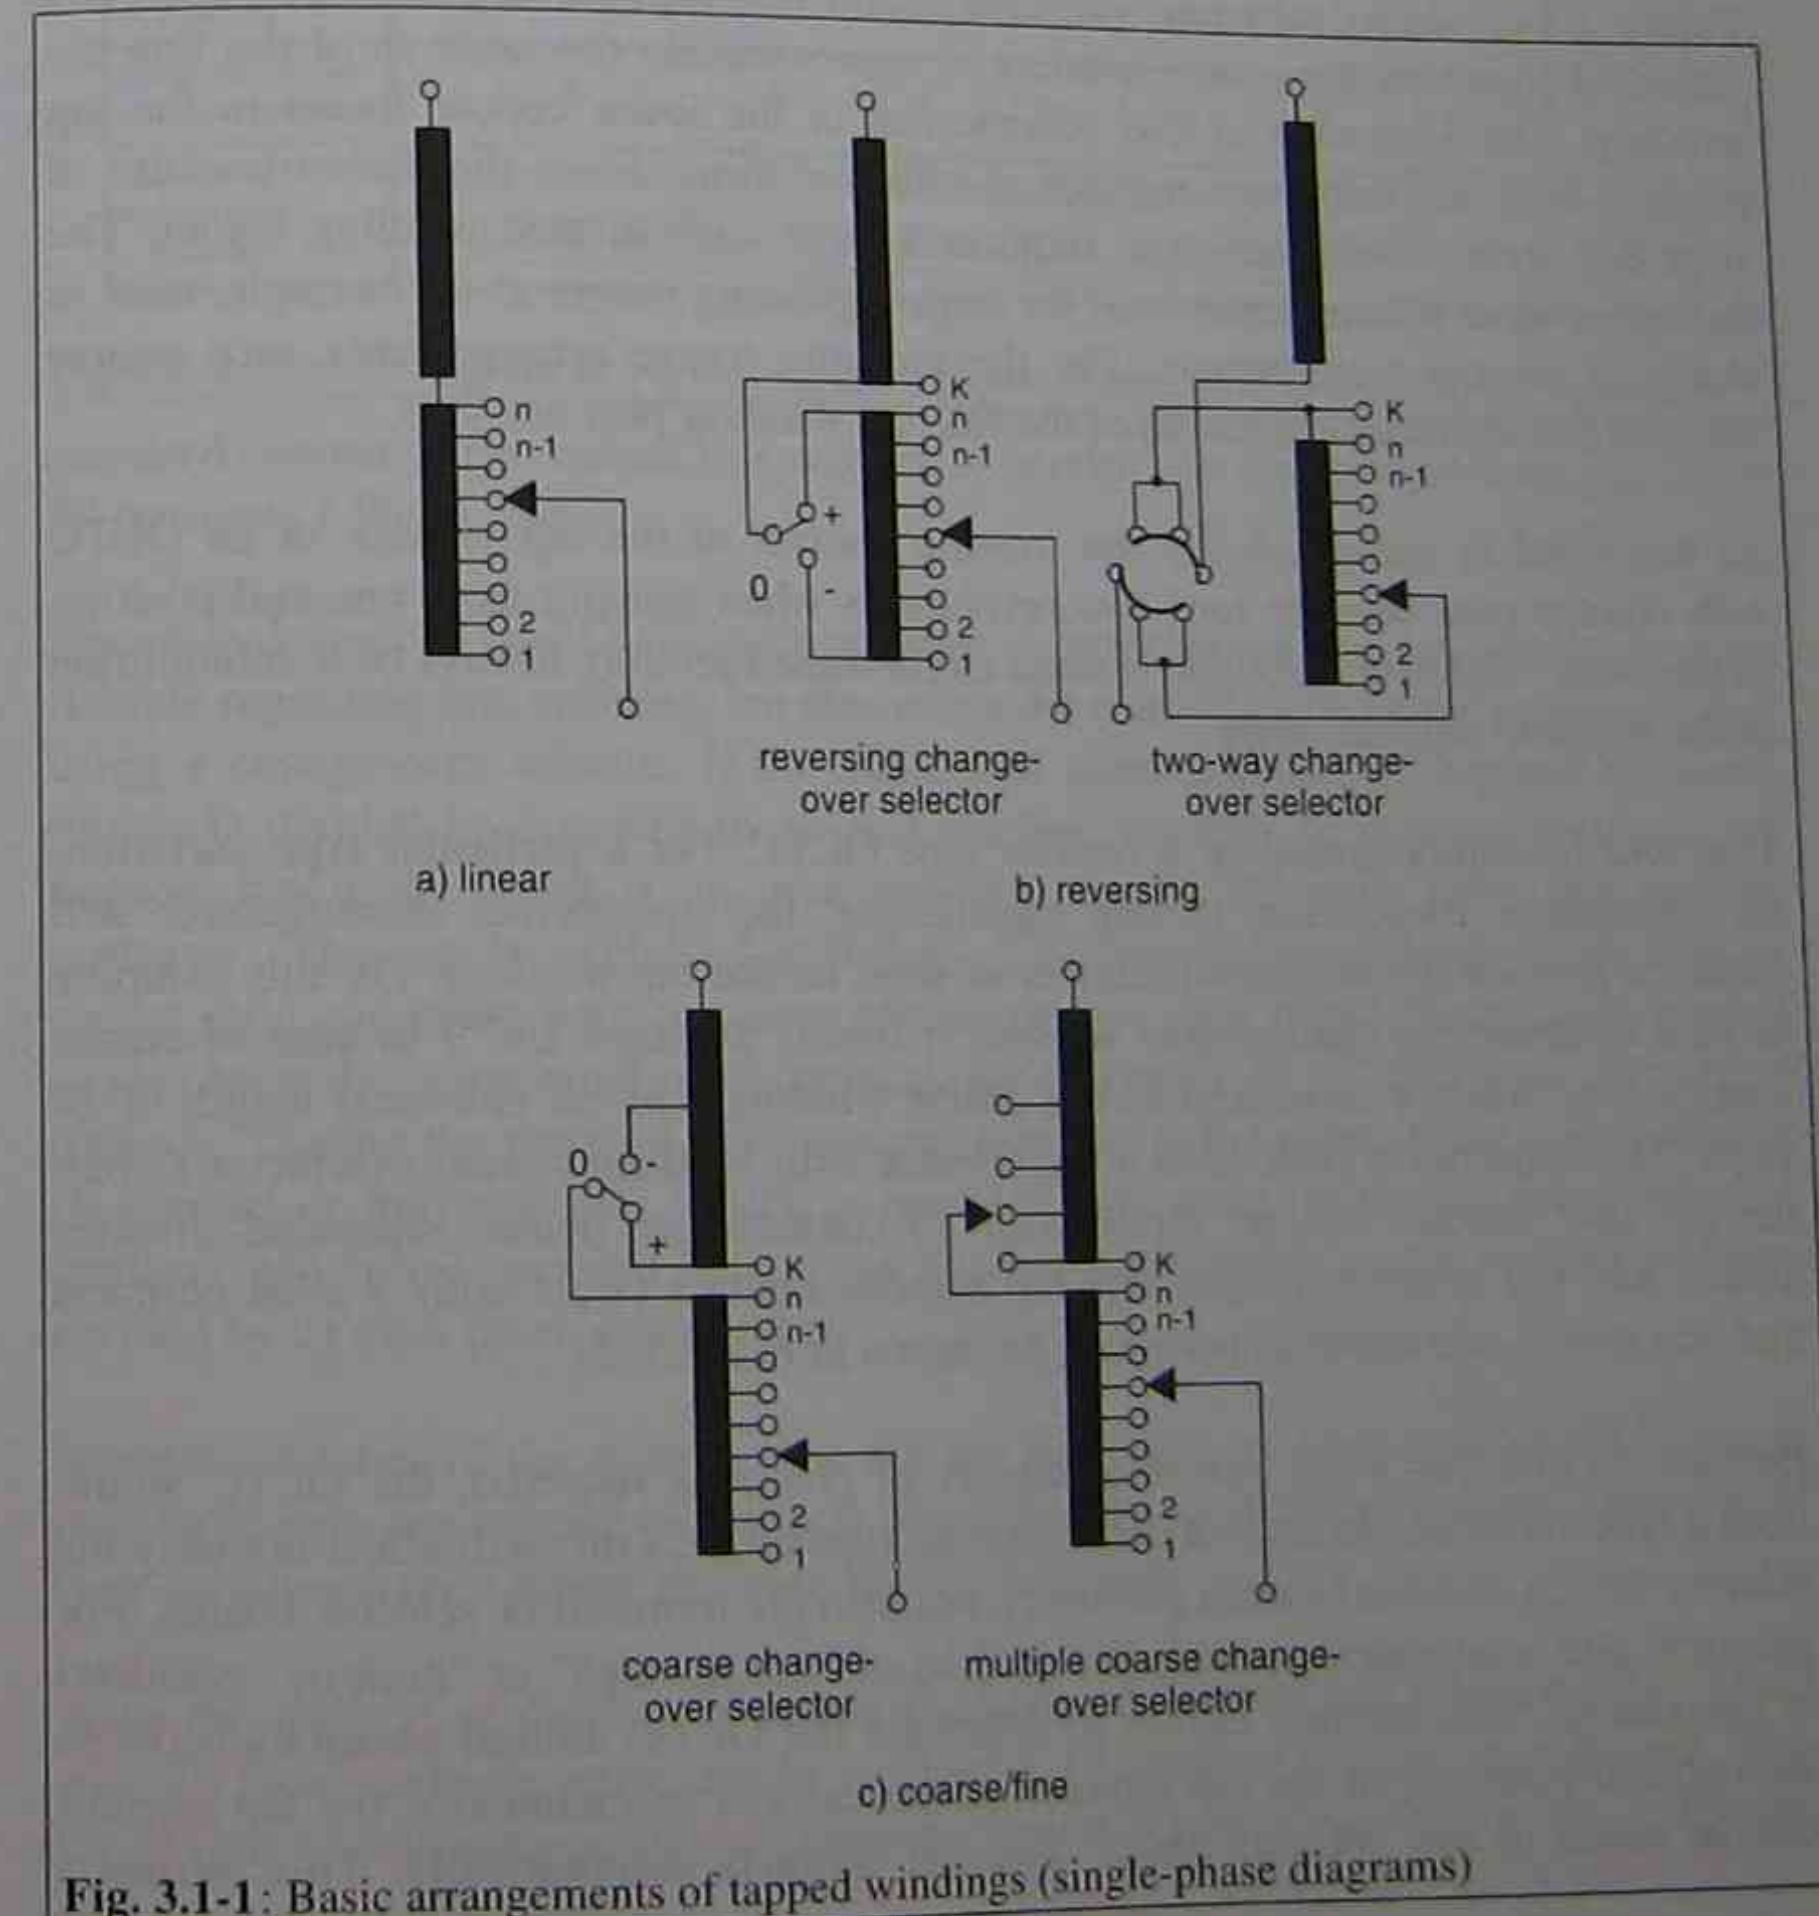 n
n-1
2
1
K
n
n-1
+
0
-
2
1
K
n
n-1
2
1
reversing change-
over selector
two-way change-
over selector
a) linear
b) reversing
0
-
+
K
n
n-1
2
1
K
n
n-1
2
1
coarse change-
over selector
multiple coarse change-
over selector
c) coarse/fine
Fig. 3.1-1: Basic arrangements of tapped windings (single-phase diagrams)